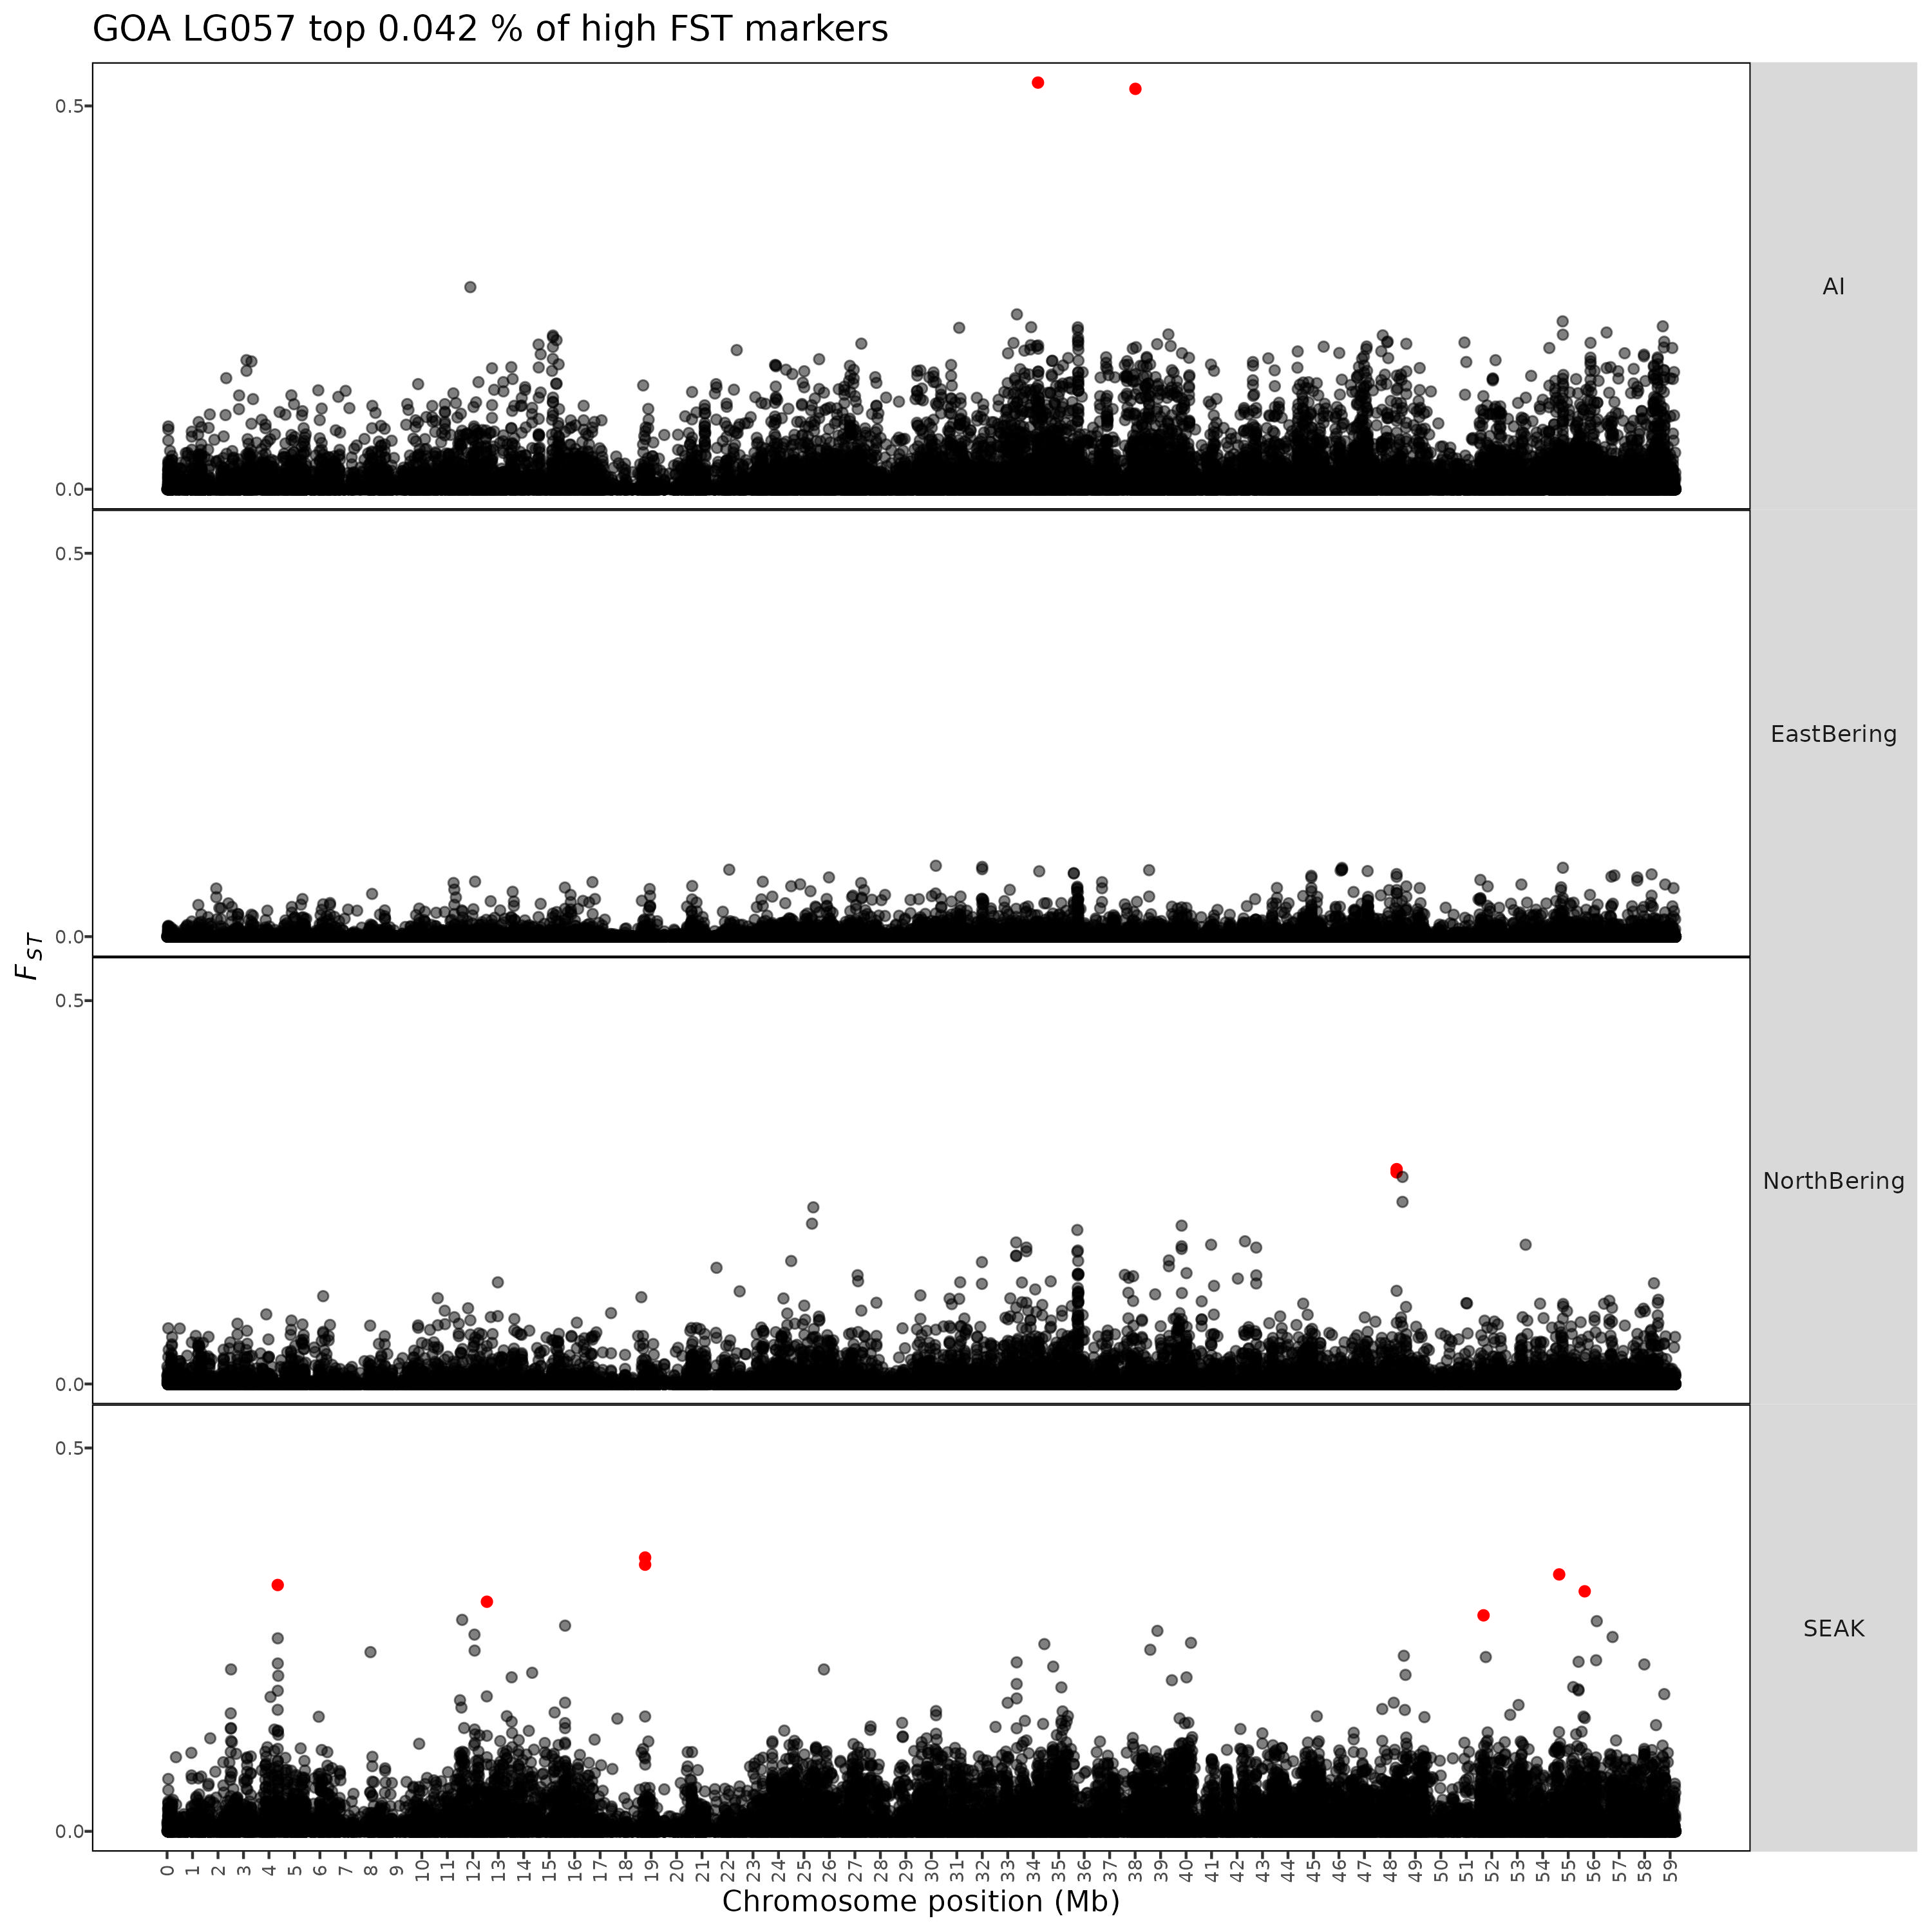 GOA LG057 top 0.042 % of high FST markers
0.5
0.0
AI
0.5
0.0
EastBering
FST
0.5
0.0
NorthBering
0.5
0.0
SEAK
0 1 2 3 4 5 6 7 8 9 10 11 12 13 14 15 16 17 18 19 20 21 22 23 24 25 26 27 28 29 30 31 32 33 34 35 36 37 38 39 40 41 42 43 44 45 46 47 48 49 50 51 52 53 54 55 56 57 58 59
Chromosome position (Mb)